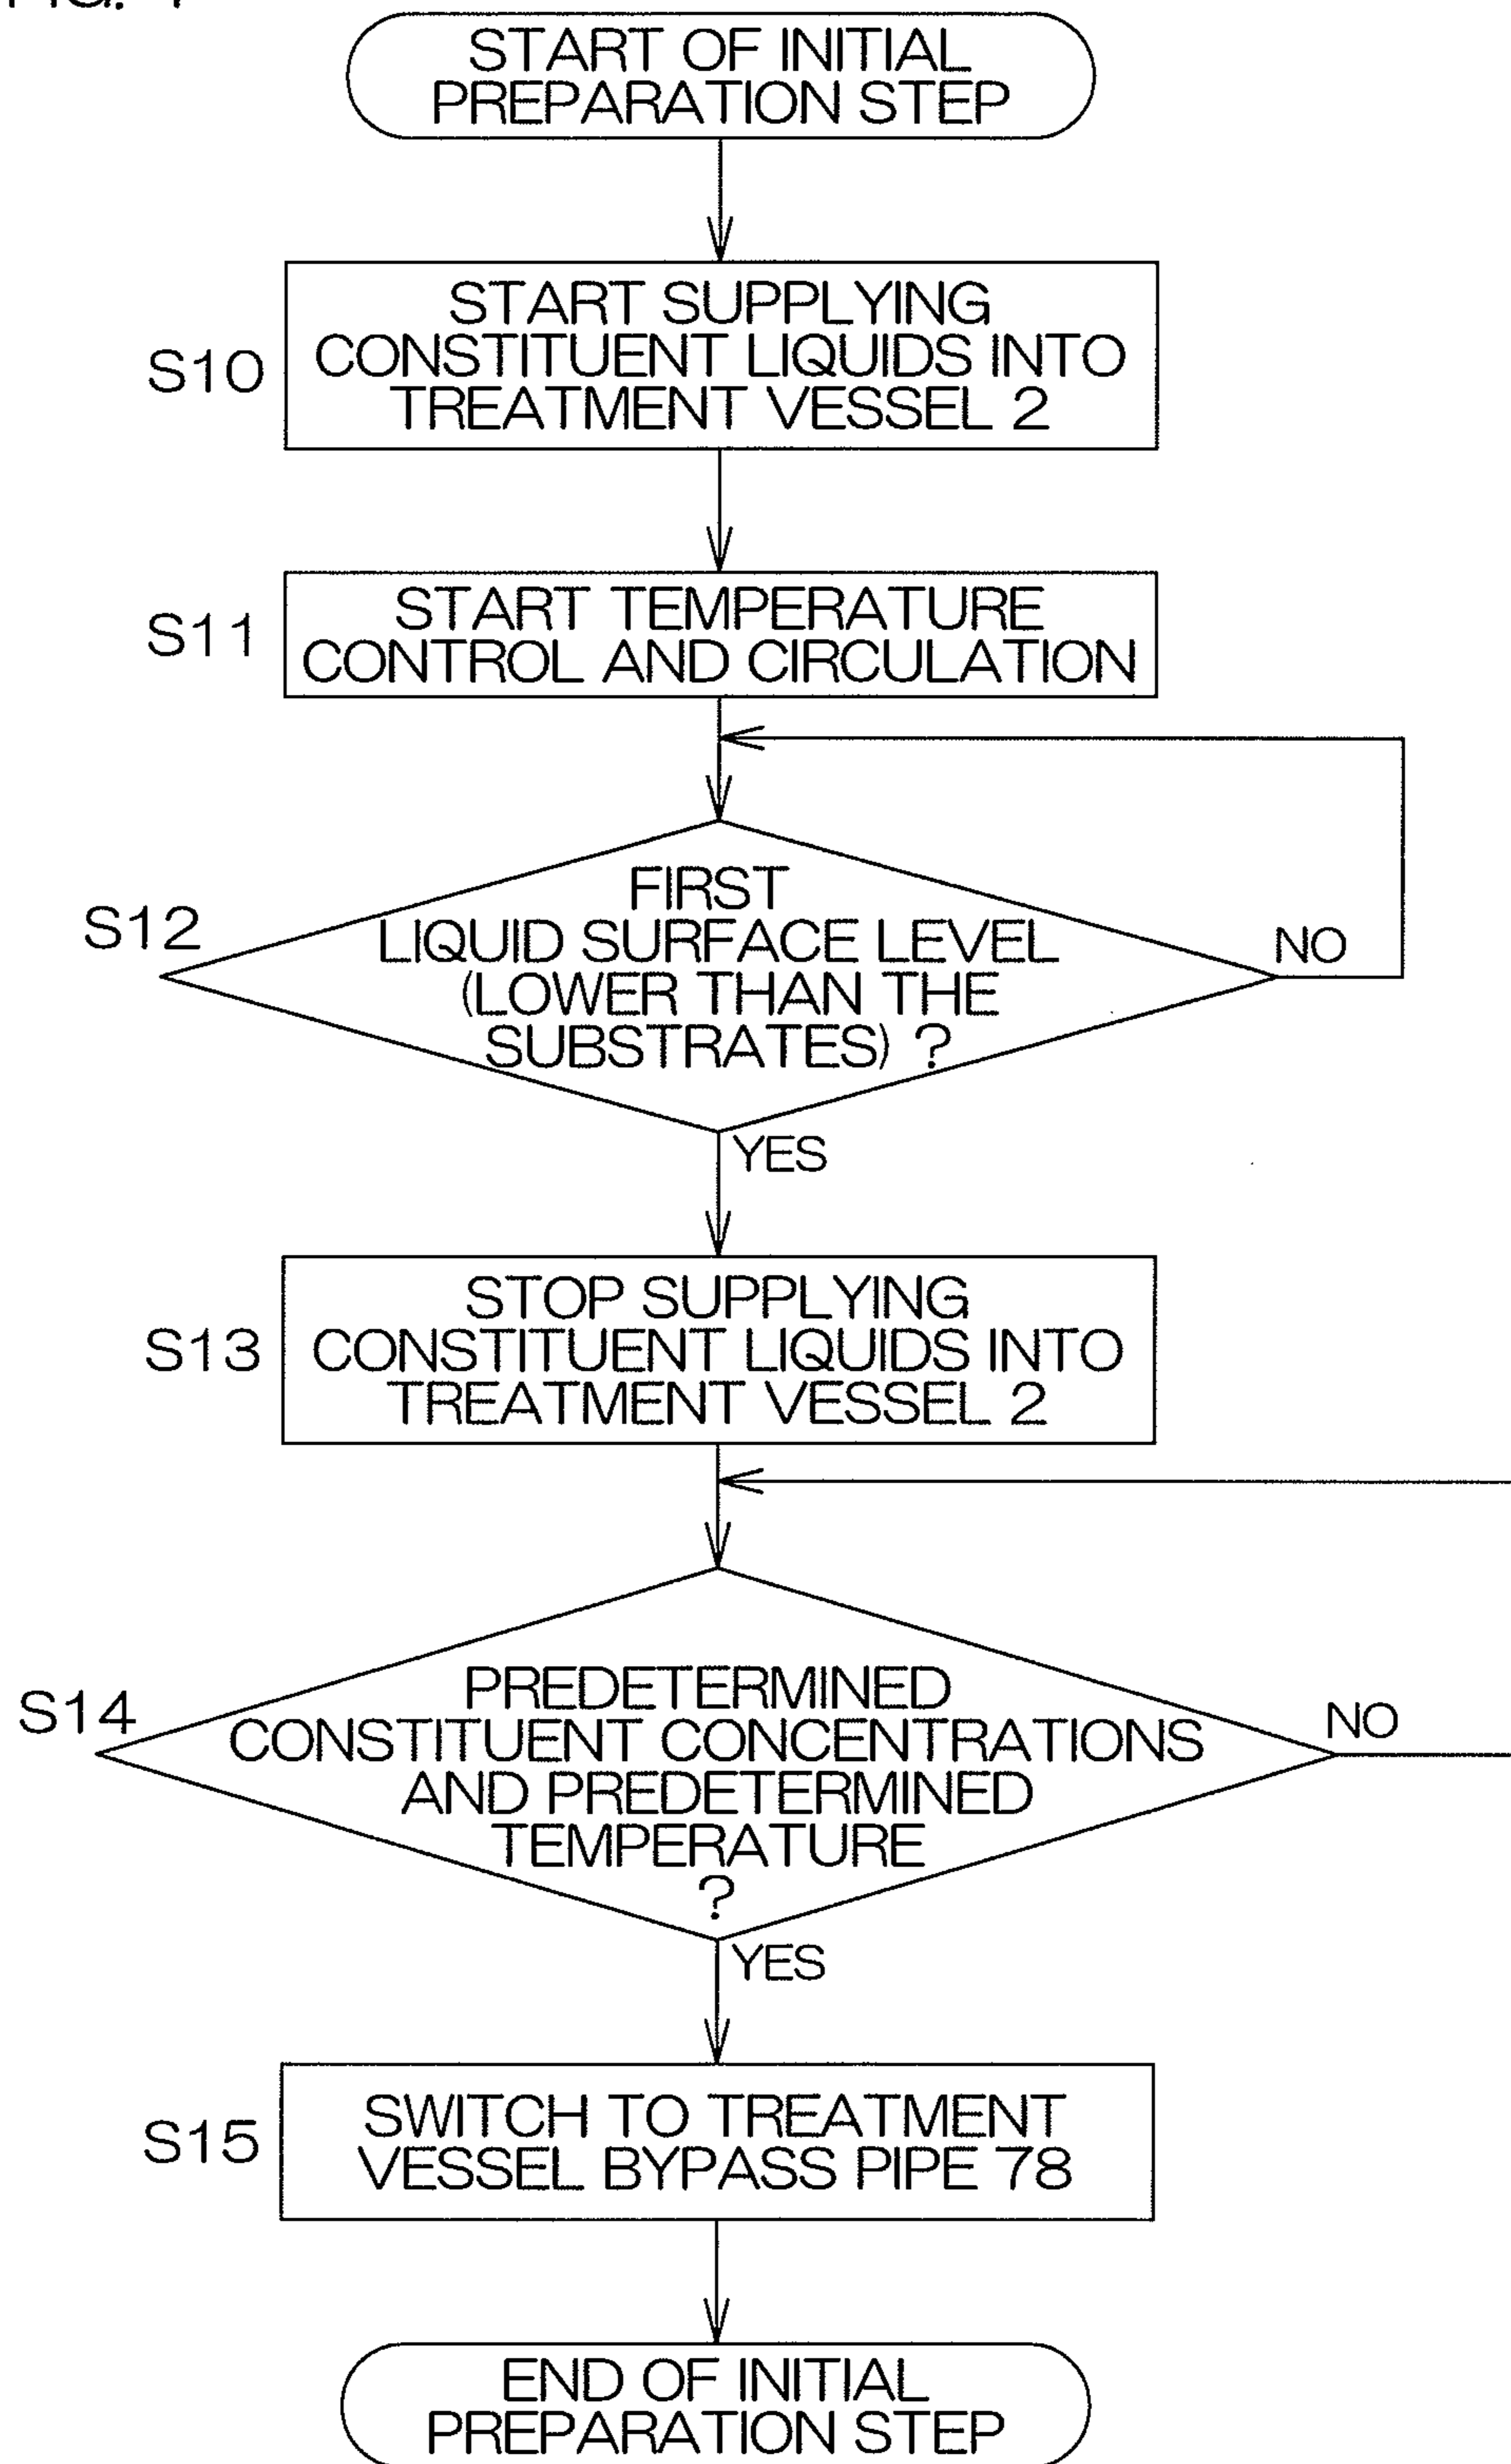 START OF INITIAL
PREPARATION STEP
S10
START SUPPLYING
CONSTITUENT LIQUIDS INTO
TREATMENT VESSEL 2
S11
START TEMPERATURE
CONTROL AND CIRCULATION
S12
FIRST
LIQUID SURFACE LEVEL
(LOWER THAN THE
SUBSTRATES) ?
NO
YES
S13
STOP SUPPLYING
CONSTITUENT LIQUIDS INTO
TREATMENT VESSEL 2
S14
PREDETERMINED
CONSTITUENT CONCENTRATIONS
AND PREDETERMINED
TEMPERATURE
?
NO
YES
S15
SWITCH TO TREATMENT
VESSEL BYPASS PIPE 78
END OF INITIAL
PREPARATION STEP